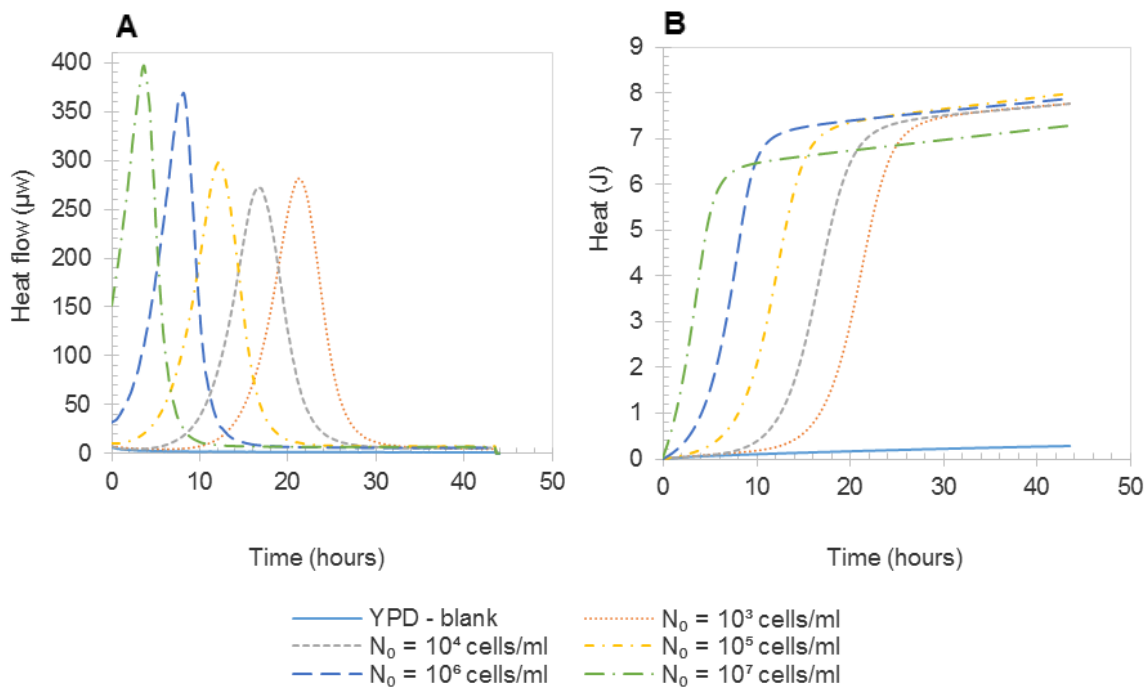 A
B
400
350
300
250
200
150
100
50
0
Heat flow (µw)
0 10 20 30 40 50
Time (hours)
9
8
7
6
5
4
3
2
1
0
Heat (J)
0 10 20 30 40 50
Time (hours)
YPD - blank
N₀ = 10³ cells/ml
N₀ = 10⁴ cells/ml
N₀ = 10⁵ cells/ml
N₀ = 10⁶ cells/ml
N₀ = 10⁷ cells/ml